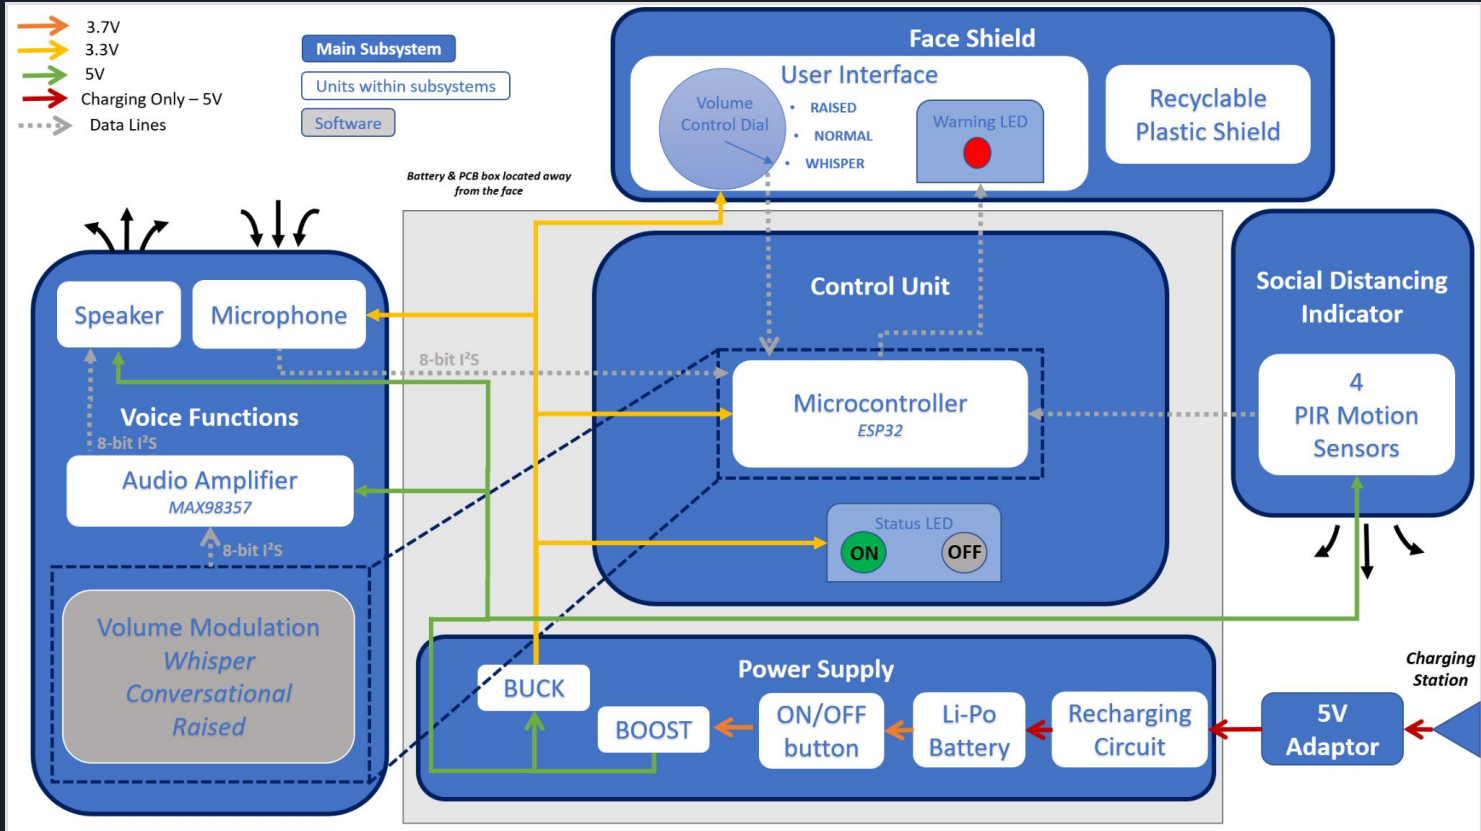 3.7V
3.3V
5V
Charging Only – 5V
Data Lines
Main Subsystem
Units within subsystems
Software
Face Shield
User Interface
Volume
Control Dial
• RAISED
• NORMAL
• WHISPER
Warning LED
Recyclable
Plastic Shield
Battery & PCB box located away
from the face
Speaker
Microphone
8-bit I²S
Voice Functions
8-bit I²S
Audio Amplifier
MAX98357
8-bit I²S
Volume Modulation
Whisper
Conversational
Raised
Control Unit
Microcontroller
ESP32
Status LED
ON
OFF
Social Distancing
Indicator
4
PIR Motion
Sensors
Power Supply
BUCK
BOOST
ON/OFF
button
Li-Po
Battery
Recharging
Circuit
5V
Adaptor
Charging
Station